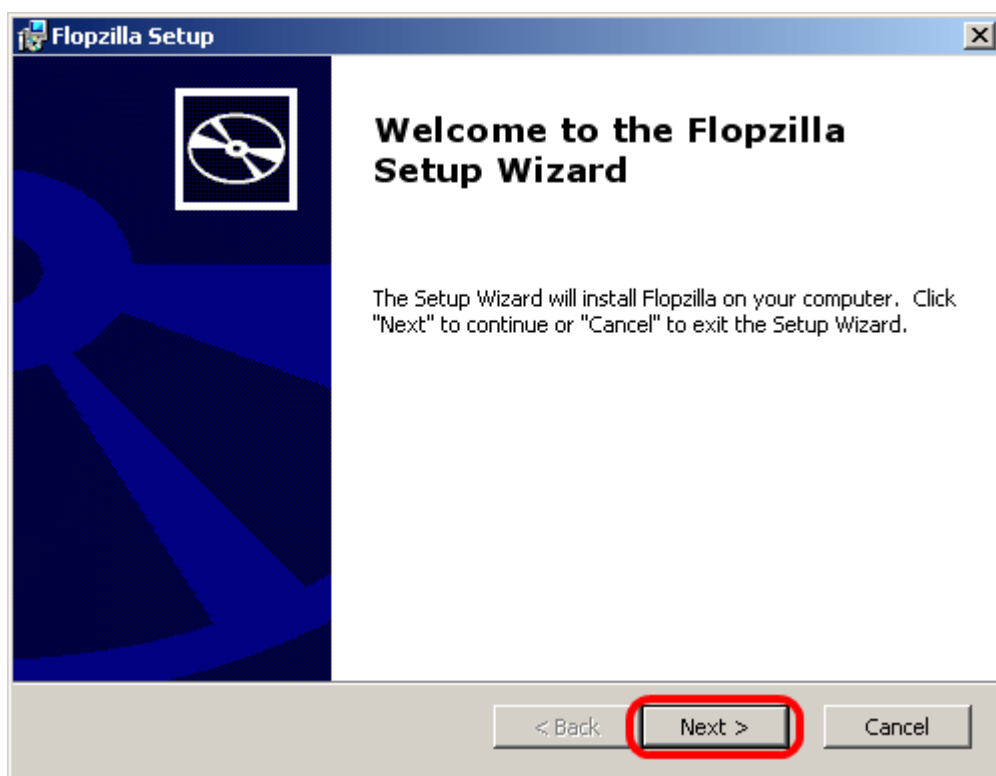 Flopzilla Setup
Welcome to the Flopzilla
Setup Wizard
The Setup Wizard will install Flopzilla on your computer.  Click
"Next" to continue or "Cancel" to exit the Setup Wizard.
< Back
Next >
Cancel